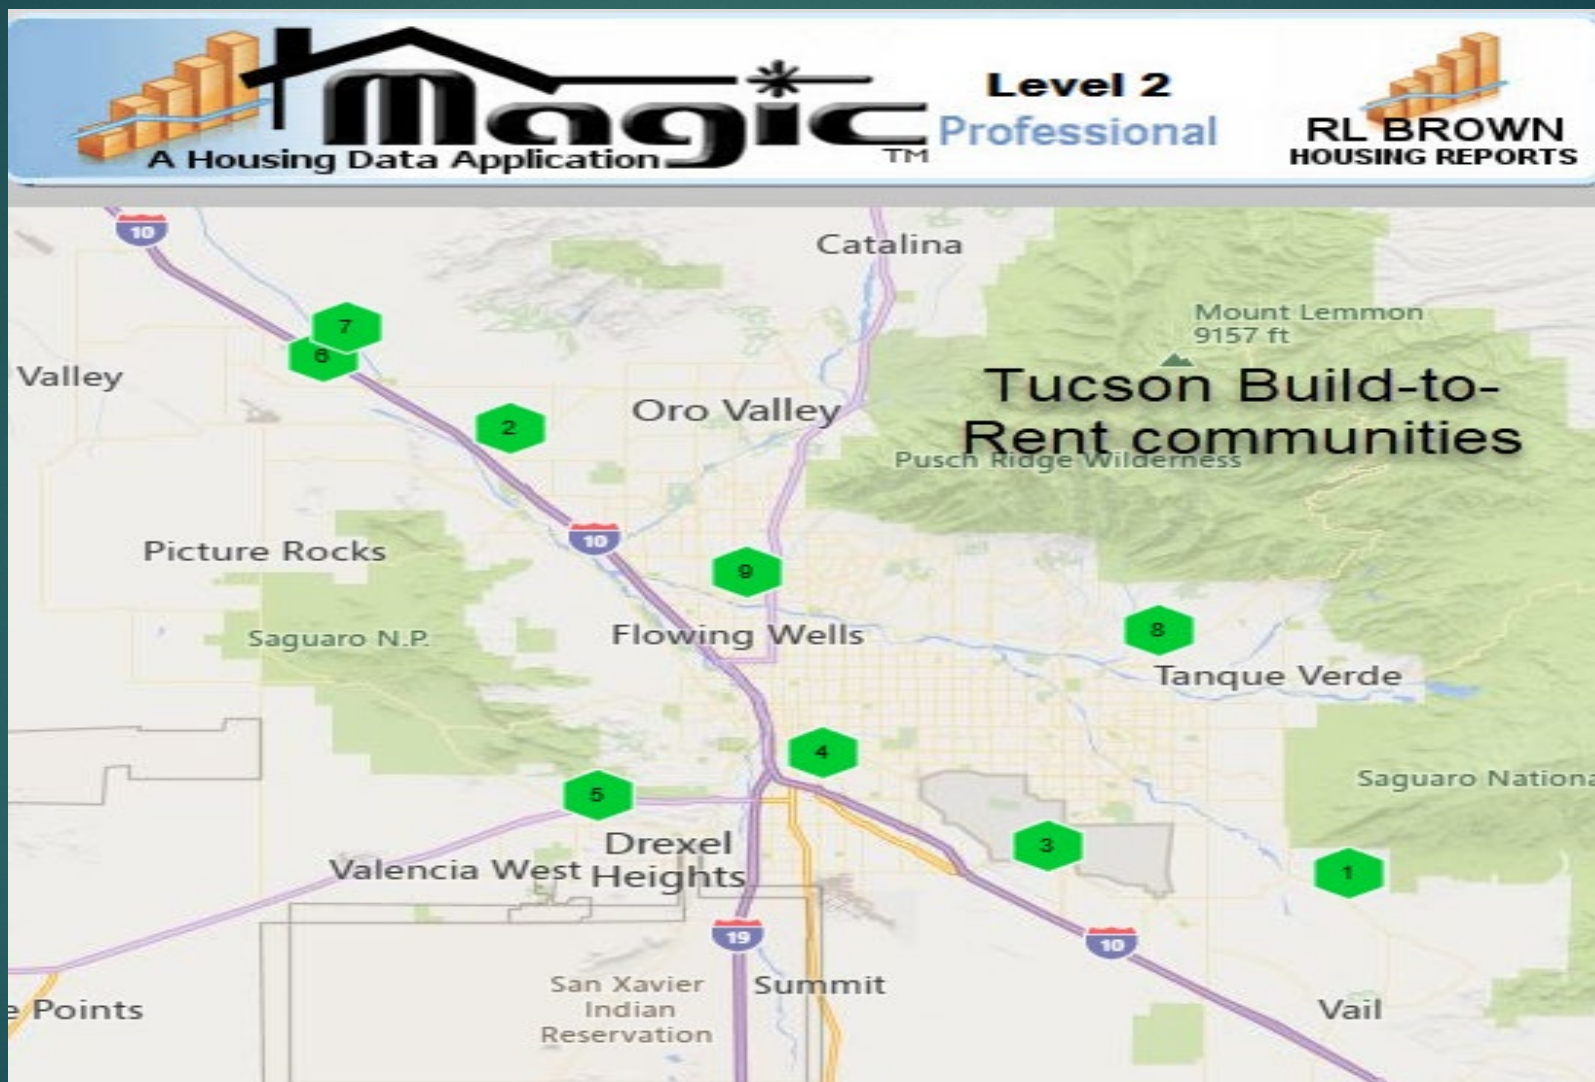 Magic
TM
A Housing Data Application
Level 2
Professional
RL BROWN
HOUSING REPORTS
10
Catalina
Mount Lemmon
9157 ft
7
6
Valley
Tucson Build-to-
Rent communities
Oro Valley
2
Pusch Ridge Wilderness
10
Picture Rocks
9
Saguaro N.P.
Flowing Wells
8
Tanque Verde
4
Saguaro Nationa
5
Drexel
Heights
3
Valencia West
1
19
10
San Xavier
Indian
Reservation
Summit
e Points
Vail